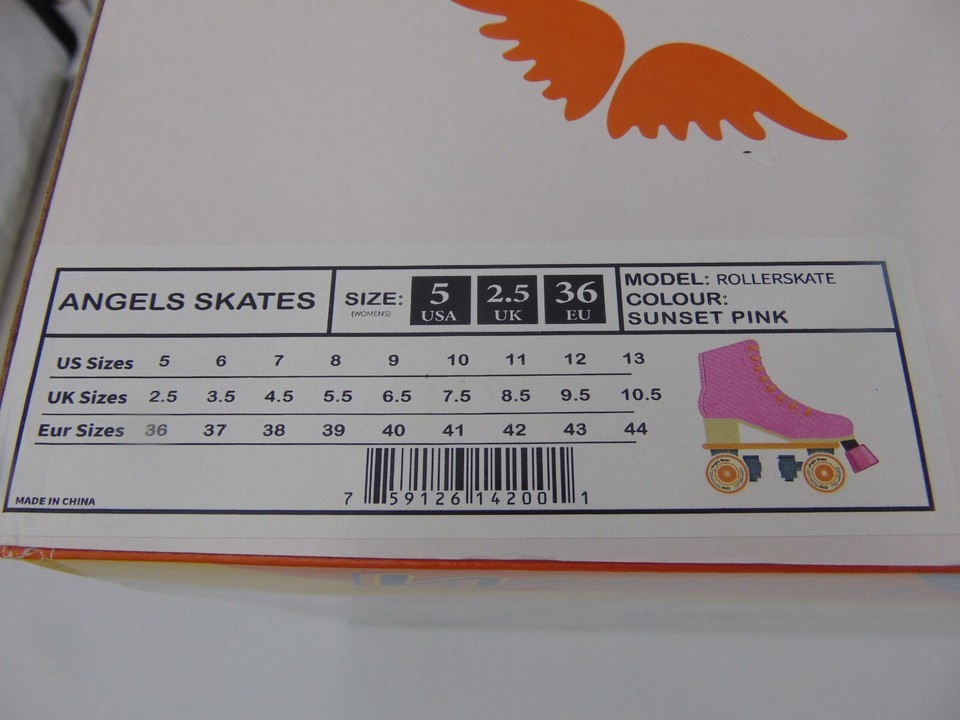 ANGELS SKATES
SIZE:
(WOMENS)
5
USA
2.5
UK
36
EU
MODEL: ROLLERSKATE
COLOUR:
SUNSET PINK
US Sizes 5 6 7 8 9 10 11 12 13
UK Sizes 2.5 3.5 4.5 5.5 6.5 7.5 8.5 9.5 10.5
Eur Sizes 36 37 38 39 40 41 42 43 44
MADE IN CHINA
7 59126 14200 1